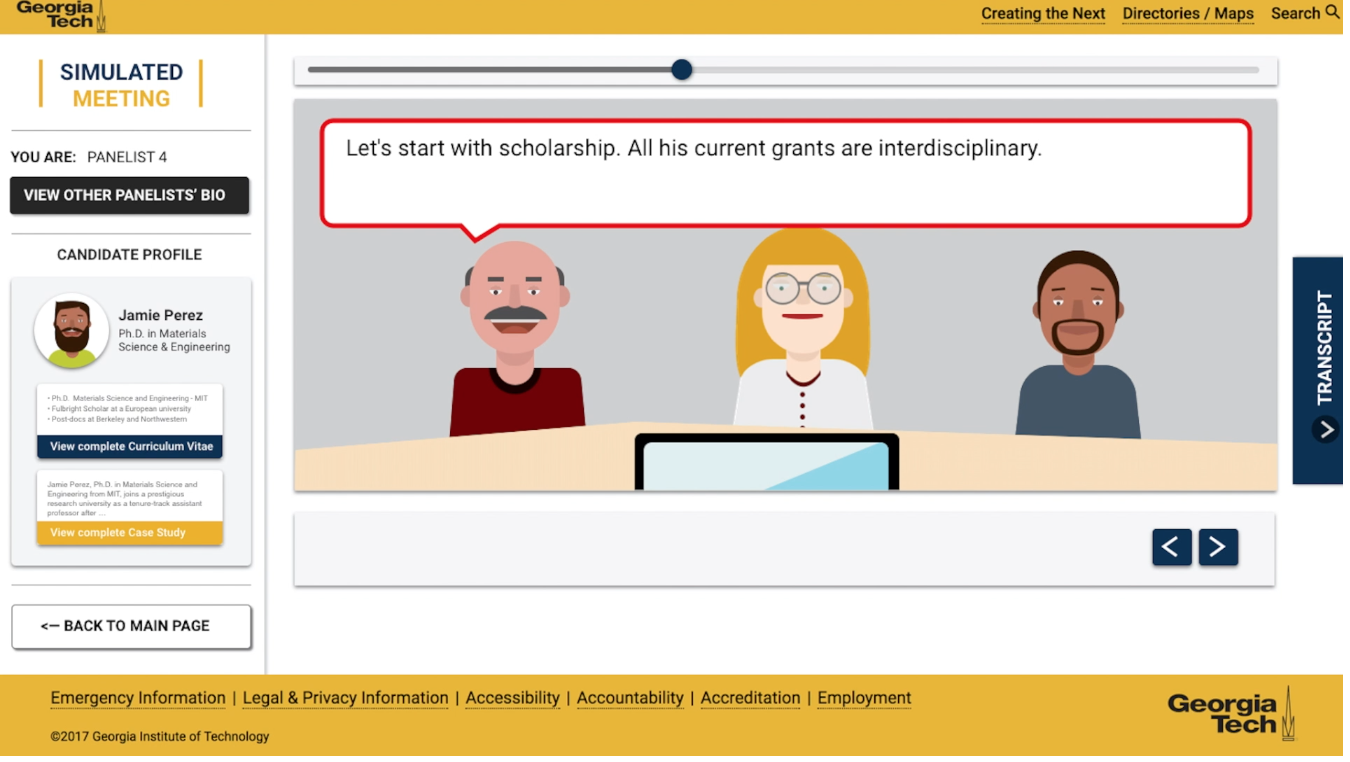 Georgia
Tech
Creating the Next Directories / Maps Search
SIMULATED
MEETING
YOU ARE: PANELIST 4
VIEW OTHER PANELISTS' BIO
CANDIDATE PROFILE
Jamie Perez
Ph.D. in Materials
Science & Engineering
• Ph.D. Materials Science and Engineering - MIT
• Fulbright Scholar at a European university
• Post-docs at Berkeley and Northwestern
View complete Curriculum Vitae
Jamie Perez, Ph.D. in Materials Science and
Engineering from MIT, joins a prestigious
research university as a tenure-track assistant
professor after ...
View complete Case Study
<— BACK TO MAIN PAGE
Let's start with scholarship. All his current grants are interdisciplinary.
< >
TRANSCRIPT
>
Emergency Information | Legal & Privacy Information | Accessibility | Accountability | Accreditation | Employment
©2017 Georgia Institute of Technology
Georgia
Tech